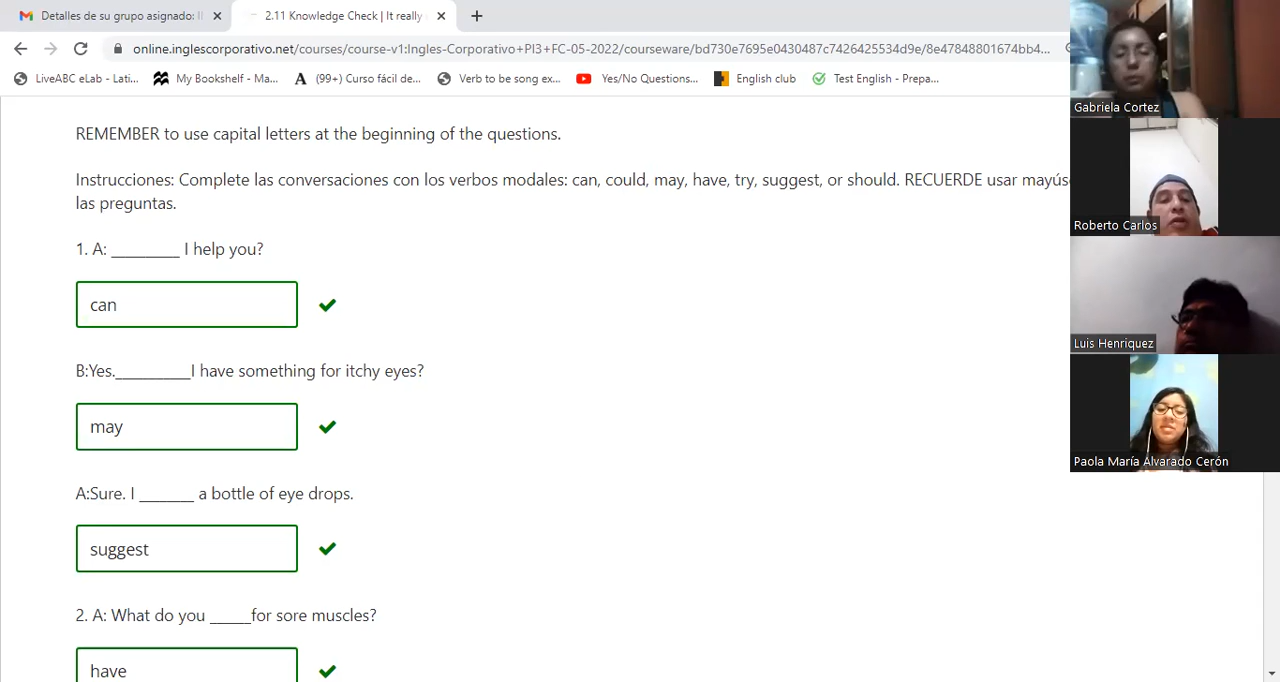 Detalles de su grupo asignado: I
2.11 Knowledge Check | It really
online.inglescorporativo.net/courses/course-v1:Ingles-Corporativo+PI3+FC-05-2022/courseware/bd730e7695e0430487c7426425534d9e/8e47848801674bb4...
LiveABC eLab - Lati...
My Bookshelf - Ma...
(99+) Curso fácil de...
Verb to be song ex...
Yes/No Questions...
English club
Test English - Prepa...
REMEMBER to use capital letters at the beginning of the questions.
Instrucciones: Complete las conversaciones con los verbos modales: can, could, may, have, try, suggest, or should. RECUERDE usar mayús
las preguntas.
1. A: ________ I help you?
can
B:Yes.__________I have something for itchy eyes?
may
A:Sure. I _______ a bottle of eye drops.
suggest
2. A: What do you _____for sore muscles?
have
Gabriela Cortez
Roberto Carlos
Luis Henriquez
Paola María Alvarado Cerón